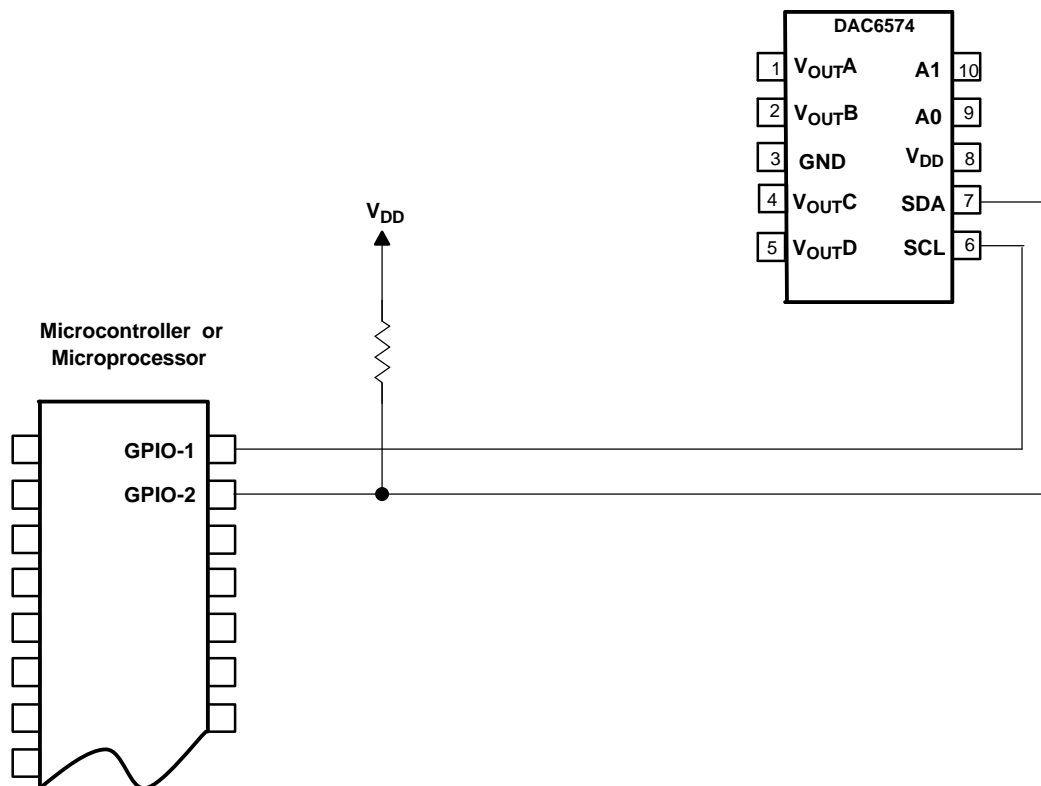 DAC6574
1 VOUTA A1 10
2 VOUTB A0 9
3 GND VDD 8
4 VOUTC SDA 7
5 VOUTD SCL 6
VDD
Microcontroller or
Microprocessor
GPIO-1
GPIO-2